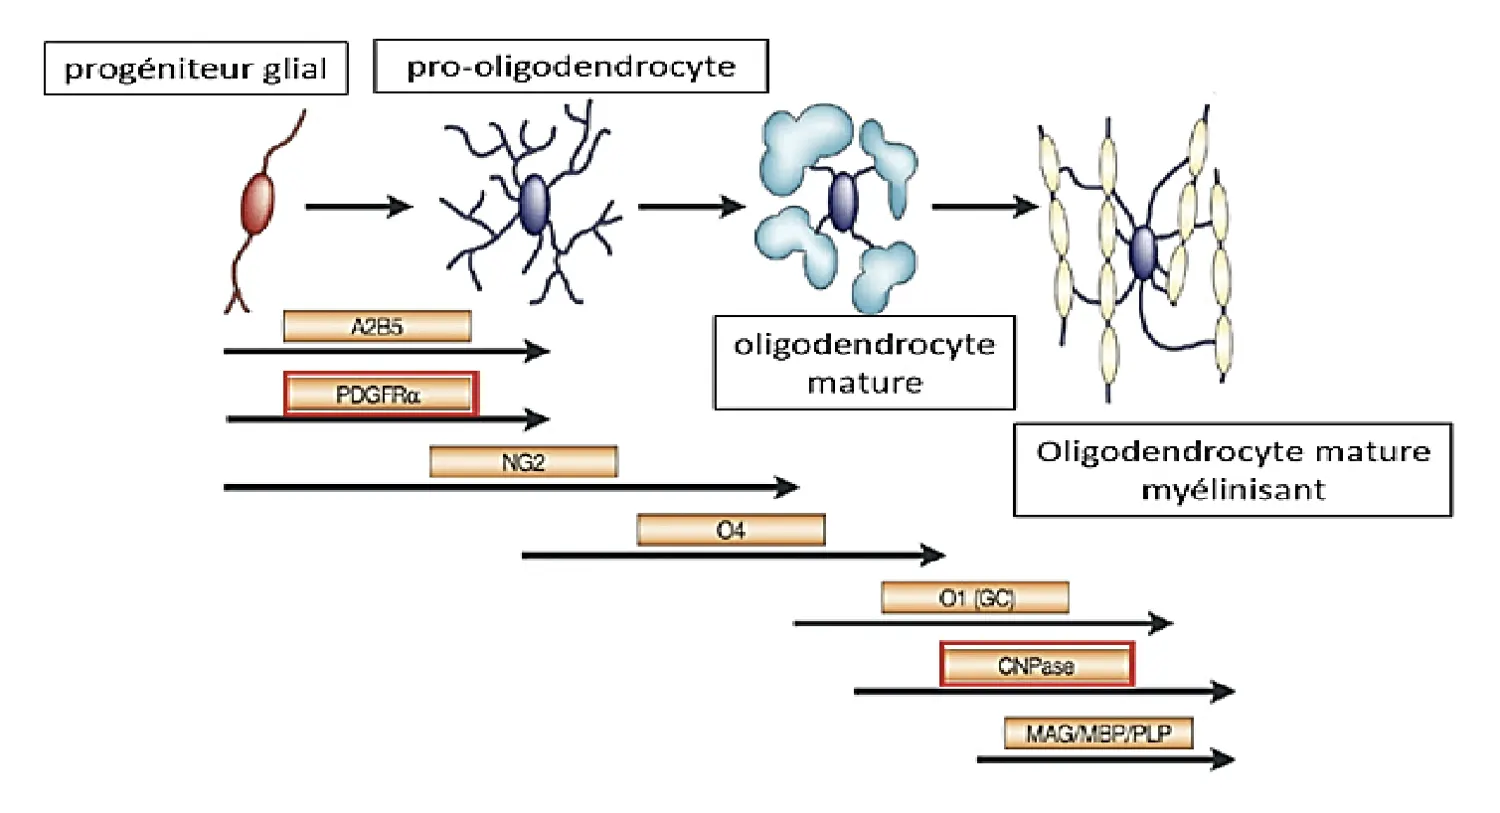 progéniteur glial
pro-oligodendrocyte
oligodendrocyte
mature
Oligodendrocyte mature
myélinisant
A2B5
PDGFRα
NG2
O4
O1 (GC)
CNPase
MAG/MBP/PLP